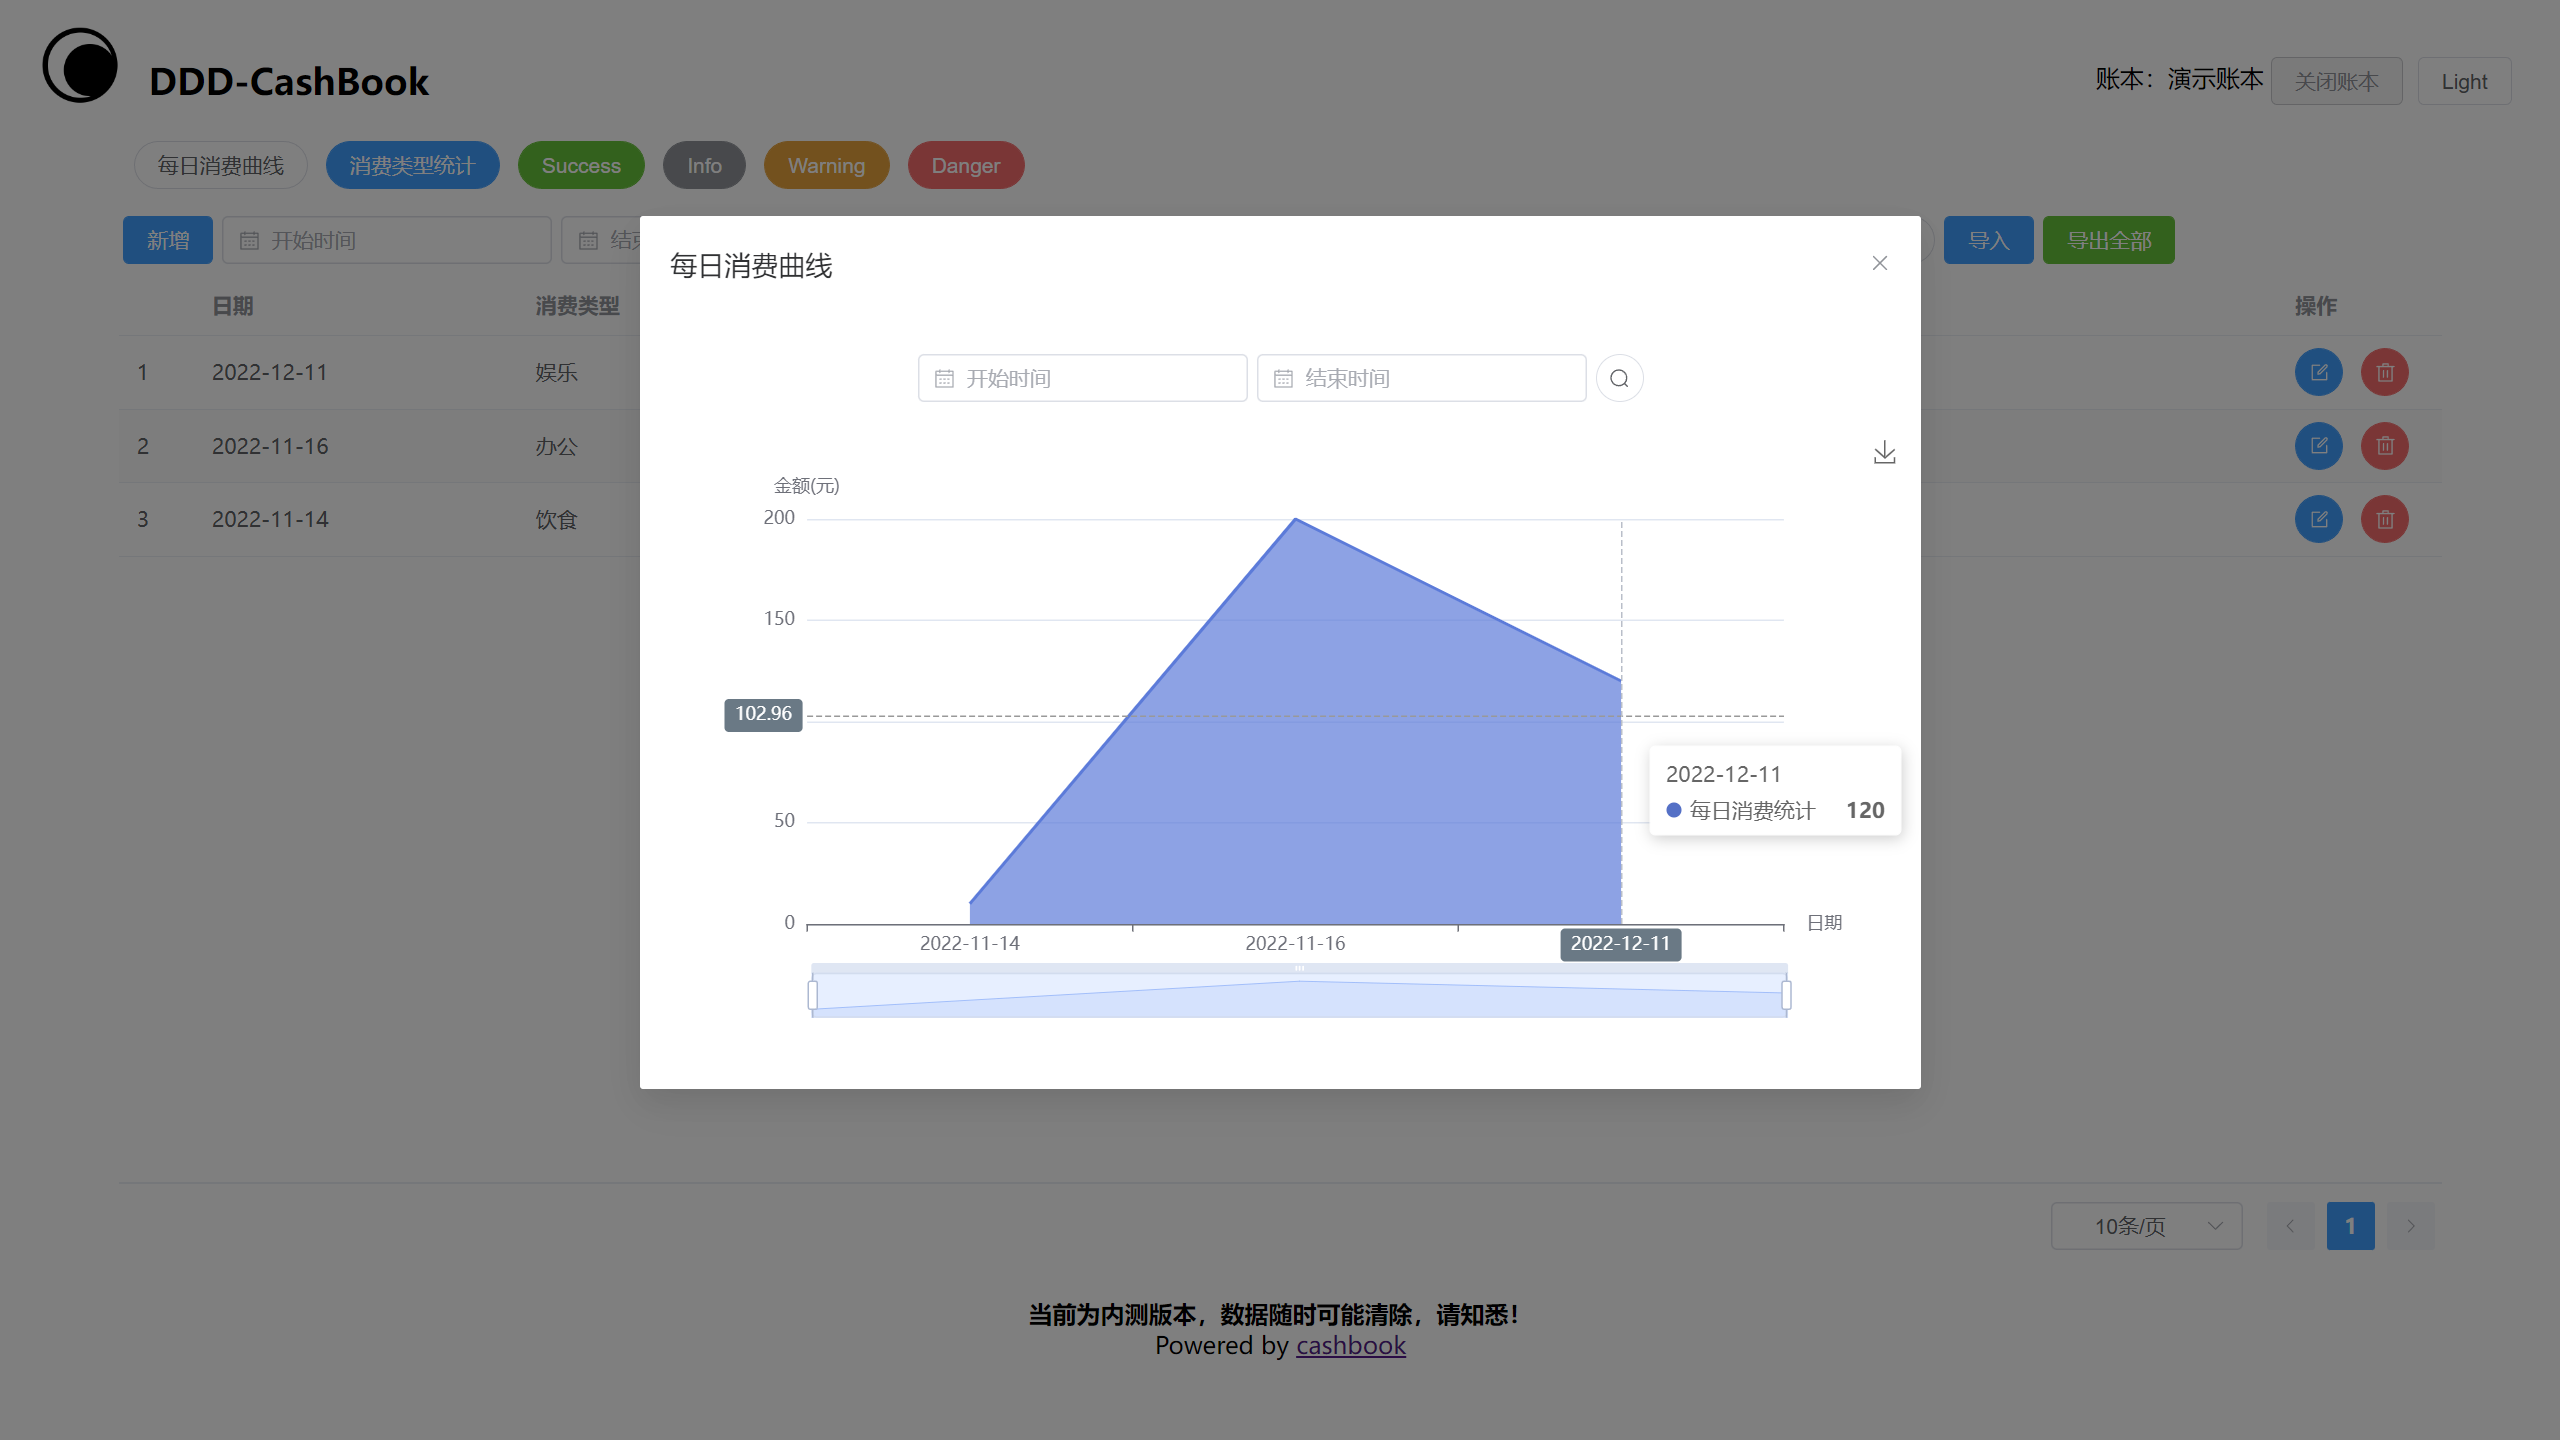 DDD-CashBook
账本：演示账本 关闭账本 Light
每日消费曲线 消费类型统计 Success Info Warning Danger
新增 开始时间 导入 导出全部
日期 消费类型 操作
1 2022-12-11 娱乐
2 2022-11-16 办公
3 2022-11-14 饮食
每日消费曲线
开始时间 结束时间
金额(元)
200
150
102.96
50
0
2022-12-11
每日消费统计 120
日期
2022-11-14 2022-11-16 2022-12-11
10条/页 1
当前为内测版本，数据随时可能清除，请知悉！
Powered by cashbook